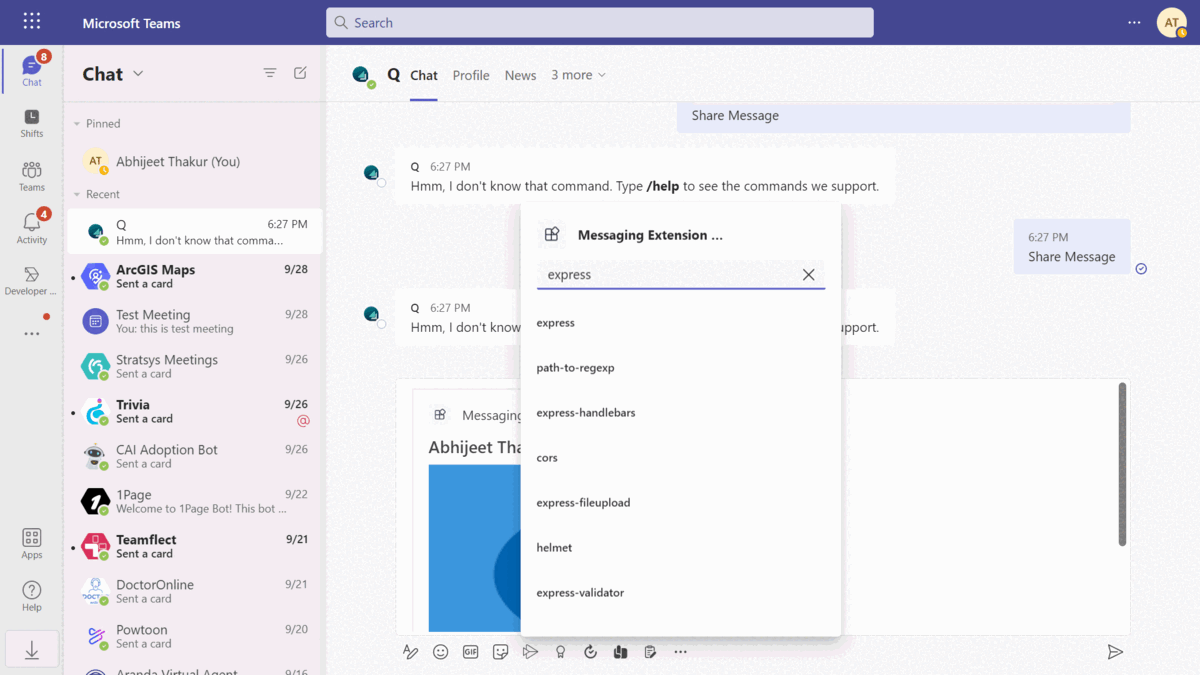 Microsoft Teams
Search
AT
8
Chat
Shifts
Teams
4
Activity
Developer ...
Apps
Help
Chat
Pinned
AT
Abhijeet Thakur (You)
Recent
Q 6:27 PM
Hmm, I don't know that comma...
ArcGIS Maps 9/28
Sent a card
Test Meeting 9/28
You: this is test meeting
Stratsys Meetings 9/26
Sent a card
Trivia 9/26
Sent a card @
CAI Adoption Bot 9/26
Sent a card
1Page 9/22
Welcome to 1Page Bot! This bot ...
Teamflect 9/21
Sent a card
DoctorOnline 9/21
Sent a card
Powtoon 9/20
Sent a card
Aranda Virtual Agent 9/16
Q Chat Profile News 3 more
Share Message
Q 6:27 PM
Hmm, I don't know that command. Type /help to see the commands we support.
6:27 PM
Share Message
Q 6:27 PM
Hmm, I don't know
upport.
Messaging
Abhijeet Tha
Messaging Extension ...
express
express
path-to-regexp
express-handlebars
cors
express-fileupload
helmet
express-validator
GIF